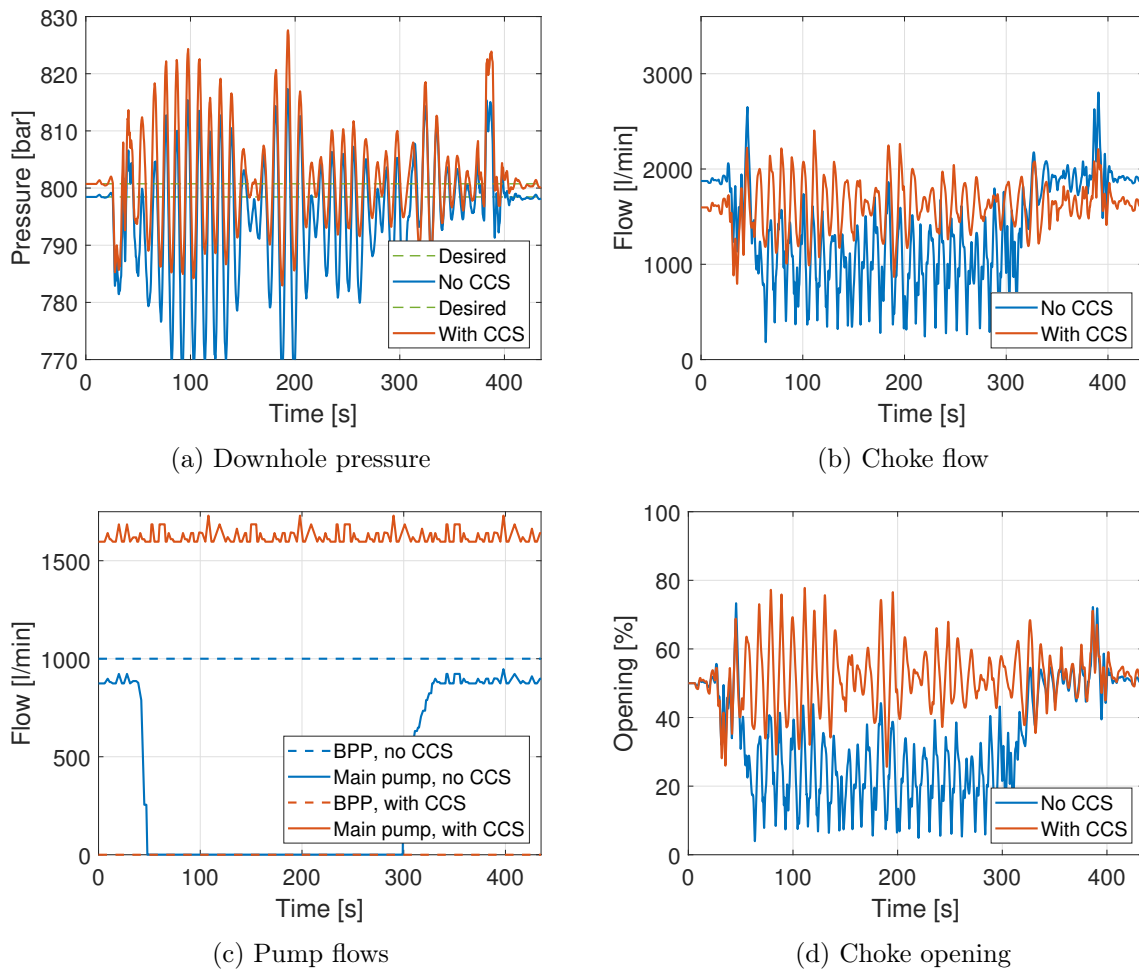 830
820
810
800
790
780
770
Pressure [bar]
0 100 200 300 400
Time [s]
Desired
No CCS
Desired
With CCS
(a) Downhole pressure
3000
2000
1000
0
Flow [l/min]
0 100 200 300 400
Time [s]
No CCS
With CCS
(b) Choke flow
1500
1000
500
0
Flow [l/min]
0 100 200 300 400
Time [s]
BPP, no CCS
Main pump, no CCS
BPP, with CCS
Main pump, with CCS
(c) Pump flows
100
80
60
40
20
0
Opening [%]
0 100 200 300 400
Time [s]
No CCS
With CCS
(d) Choke opening